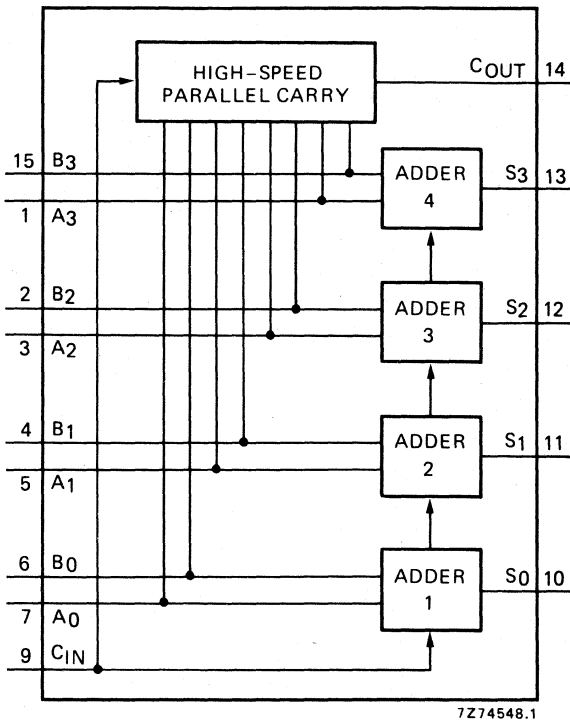 HIGH-SPEED
PARALLEL CARRY
COUT 14
15 B3
1 A3
ADDER
4
S3 13
2 B2
3 A2
ADDER
3
S2 12
4 B1
5 A1
ADDER
2
S1 11
6 B0
7 A0
ADDER
1
S0 10
9 CIN
7Z74548.1